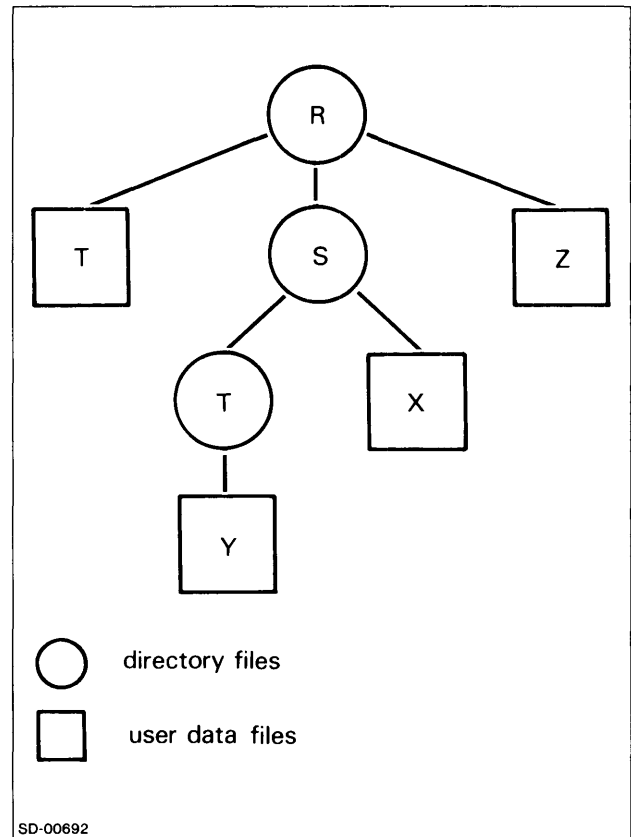 R
T
S
Z
T
X
Y
directory files
user data files
SD-00692